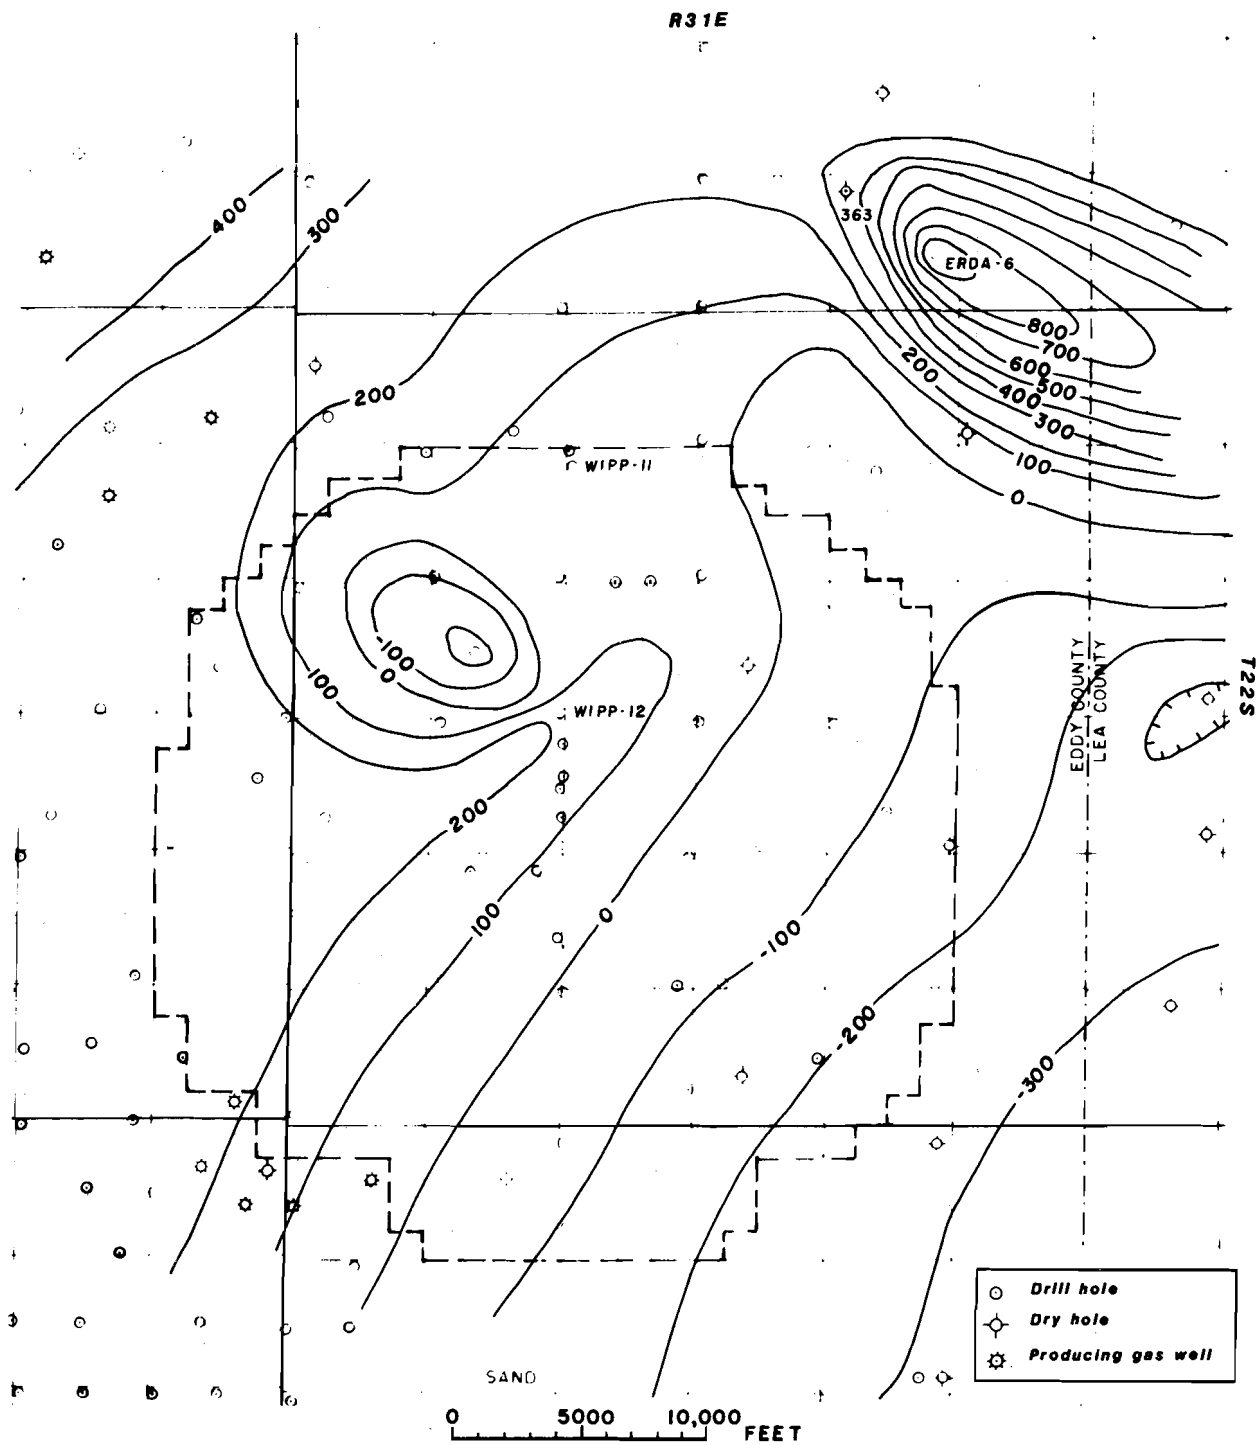 R31E
400
300
363
ERDA-6
800
700
600
500
400
300
200
100
0
200
WIPP-11
-100
0
100
WIPP-12
EDDY COUNTY
LEA COUNTY
T22S
200
100
0
-100
-200
-300
SAND
Drill hole
Dry hole
Producing gas well
0 5000 10,000
FEET